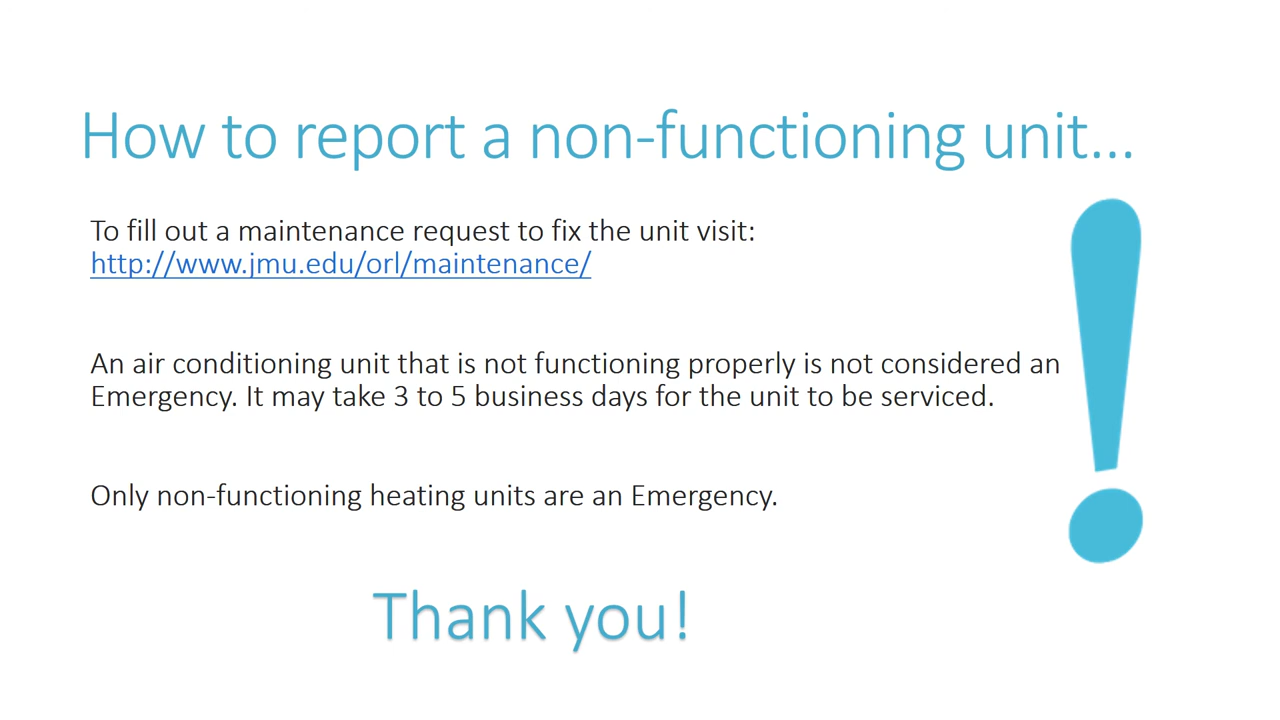 How to report a non-functioning unit...
To fill out a maintenance request to fix the unit visit:
http://www.jmu.edu/orl/maintenance/
An air conditioning unit that is not functioning properly is not considered an
Emergency. It may take 3 to 5 business days for the unit to be serviced.
Only non-functioning heating units are an Emergency.
Thank you!